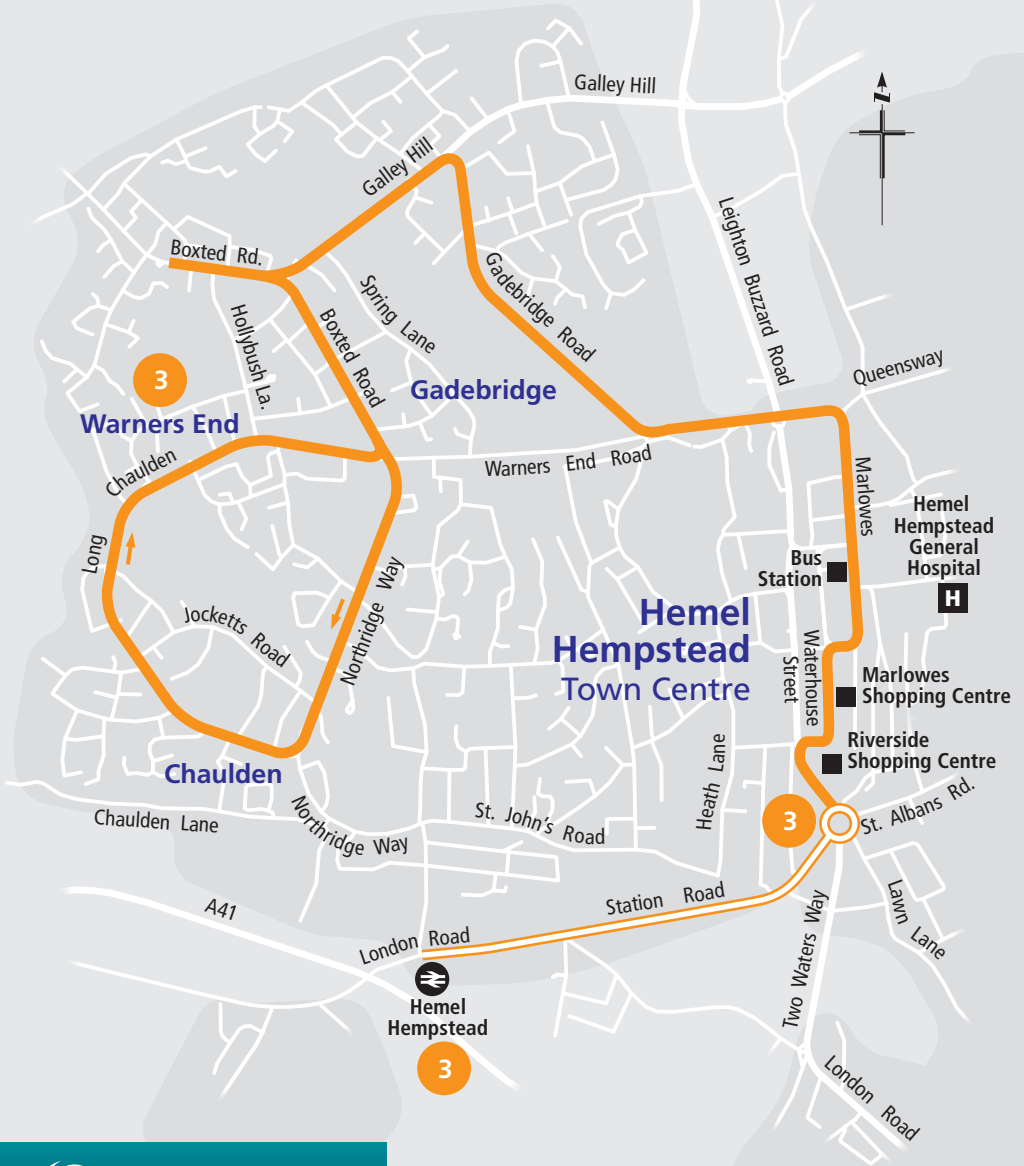 Galley Hill
Galley Hill
Boxted Rd.
Leighton Buzzard Road
Gadebridge Road
Spring Lane
Hollybush La.
Boxted Road
3
Warners End
Gadebridge
Queensway
Chaulden
Warners End Road
Marlowes
Hemel
Hempstead
General
Hospital
H
Long
Bus
Station
Northridge Way
Jocketts Road
Hemel
Hempstead
Town Centre
Waterhouse
Street
Marlowes
Shopping Centre
Riverside
Shopping Centre
Chaulden
Heath Lane
Chaulden Lane
Northridge Way
St. John's Road
3
St. Albans Rd.
A41
Station Road
Lawn Lane
London Road
Two Waters Way
Hemel
Hempstead
3
London Road